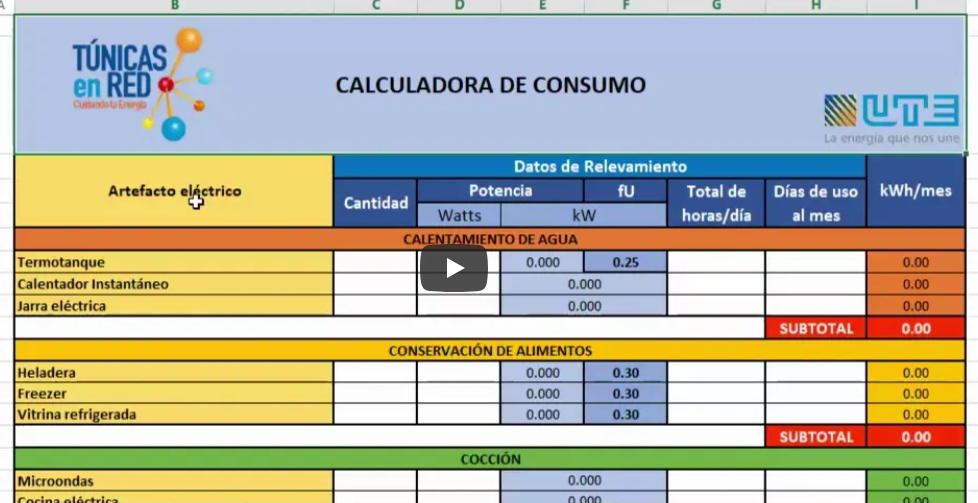 B C D E F G H I
TÚNICAS
en RED
Cuidando la Energía
CALCULADORA DE CONSUMO
UTE
La energía que nos une
Artefacto eléctrico
Datos de Relevamiento
kWh/mes
Cantidad
Potencia fU
Total de horas/día
Días de uso al mes
Watts kW
CALENTAMIENTO DE AGUA
Termotanque 0.000 0.25 0.00
Calentador Instantáneo 0.000 0.00
Jarra eléctrica 0.000 0.00
SUBTOTAL 0.00
CONSERVACIÓN DE ALIMENTOS
Heladera 0.000 0.30 0.00
Freezer 0.000 0.30 0.00
Vitrina refrigerada 0.000 0.30 0.00
SUBTOTAL 0.00
COCCIÓN
Microondas 0.000 0.00
Cocina eléctrica 0.000 0.00